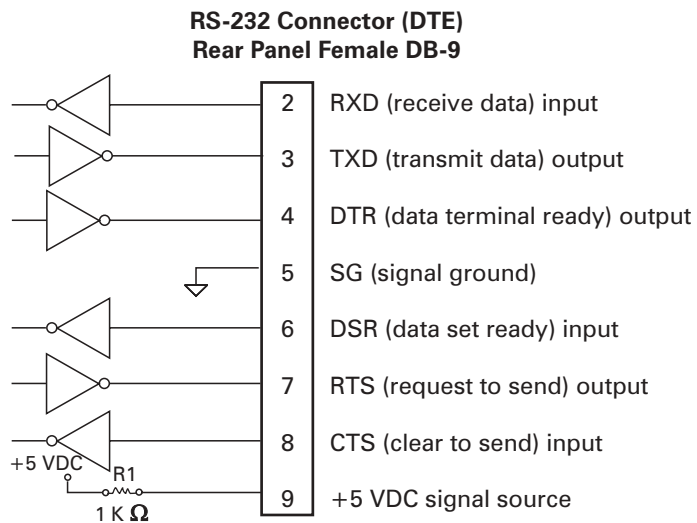 RS-232 Connector (DTE)
Rear Panel Female DB-9
2 RXD (receive data) input
3 TXD (transmit data) output
4 DTR (data terminal ready) output
5 SG (signal ground)
6 DSR (data set ready) input
7 RTS (request to send) output
8 CTS (clear to send) input
+5 VDC
R1
9 +5 VDC signal source
1 K Ω